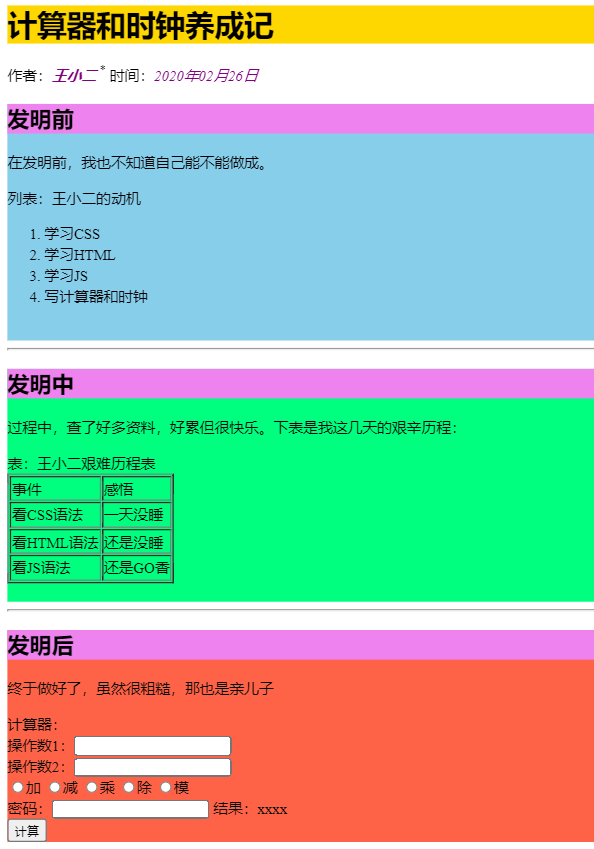 计算器和时钟养成记
作者：王小二 * 时间：2020年02月26日
发明前
在发明前，我也不知道自己能不能做成。
列表：王小二的动机
1. 学习CSS
2. 学习HTML
3. 学习JS
4. 写计算器和时钟
发明中
过程中，查了好多资料，好累但很快乐。下表是我这几天的艰辛历程：
表：王小二艰难历程表
事件 感悟
看CSS语法 一天没睡
看HTML语法 还是没睡
看JS语法 还是GO香
发明后
终于做好了，虽然很粗糙，那也是亲儿子
计算器：
操作数1：
操作数2：
加 减 乘 除 模
密码： 结果：xxxx
计算